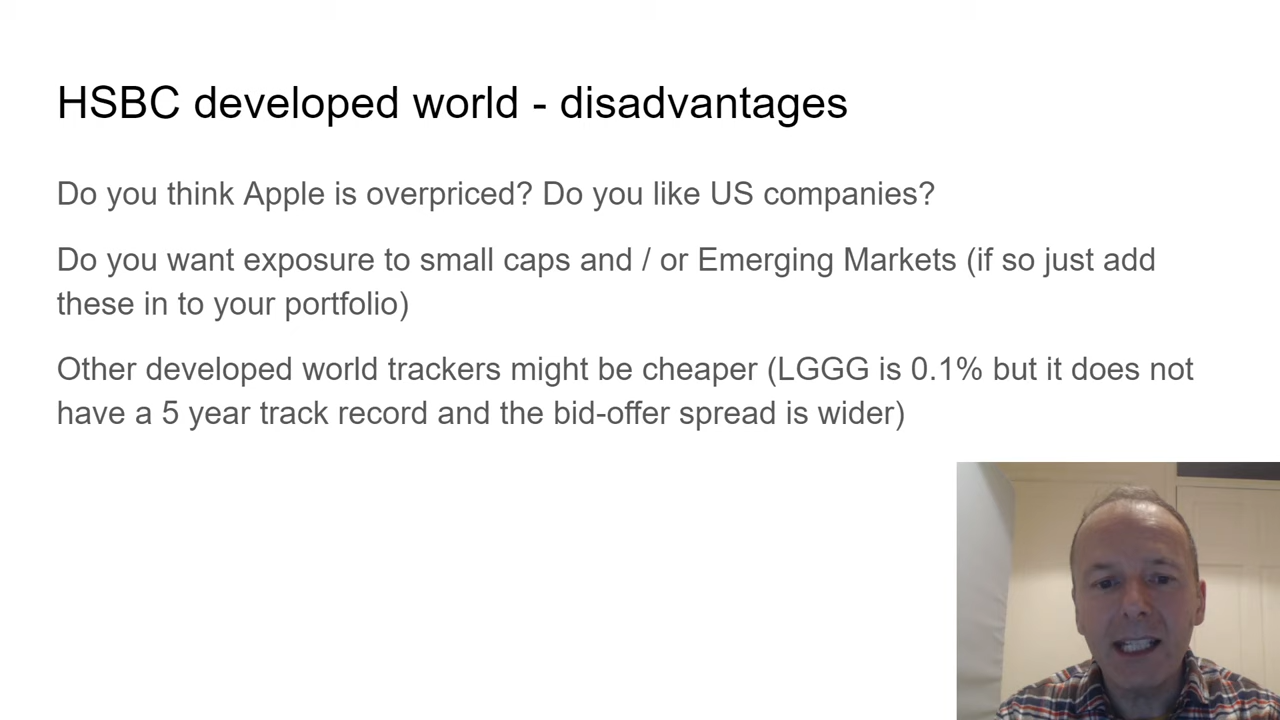 HSBC developed world - disadvantages
Do you think Apple is overpriced? Do you like US companies?
Do you want exposure to small caps and / or Emerging Markets (if so just add
these in to your portfolio)
Other developed world trackers might be cheaper (LGGG is 0.1% but it does not
have a 5 year track record and the bid-offer spread is wider)